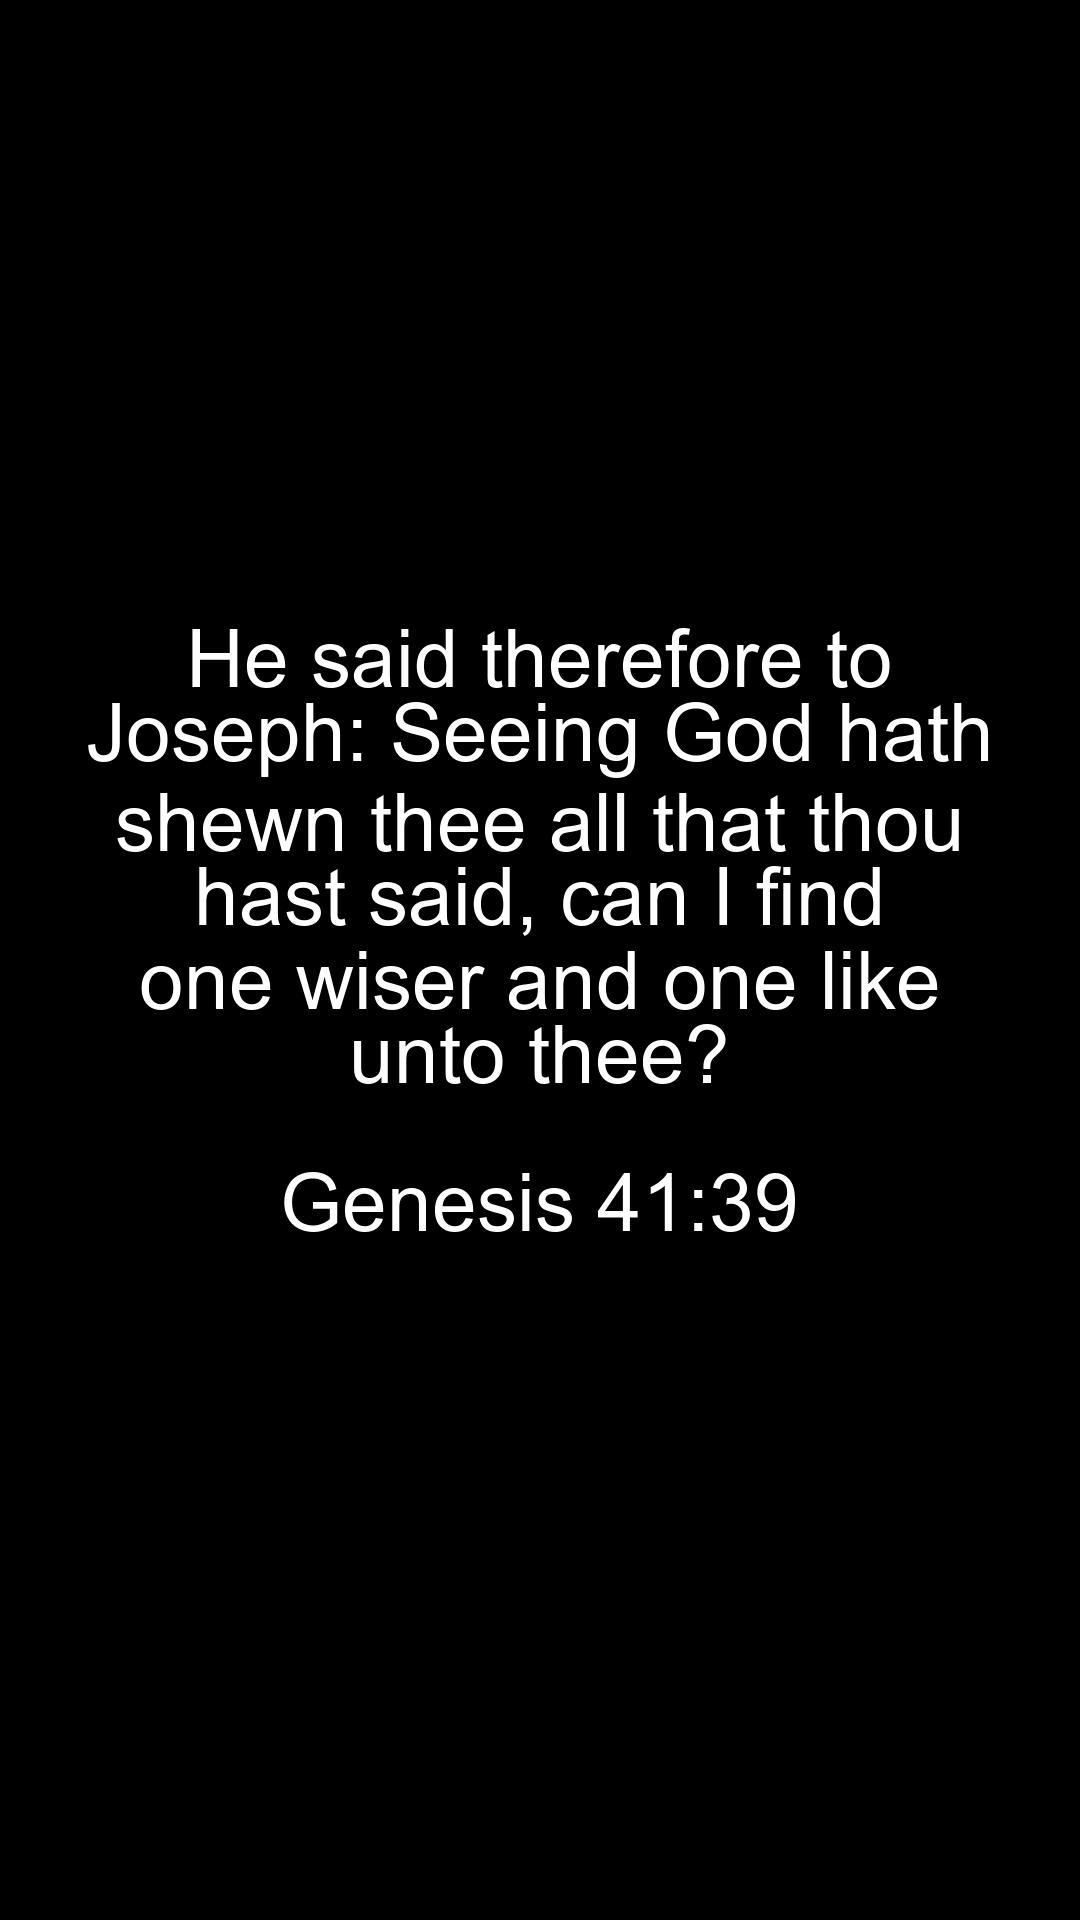 He said therefore to
Joseph: Seeing God hath
shewn thee all that thou
hast said, can I find
one wiser and one like
unto thee?
Genesis 41:39